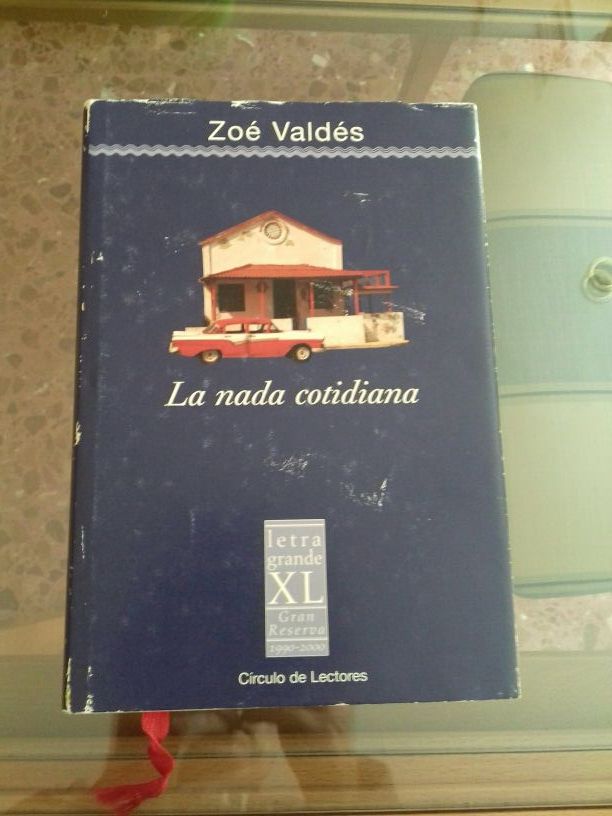 Zoé Valdés
La nada cotidiana
letra
grande
XL
Gran
Reserva
1990-2000
Círculo de Lectores